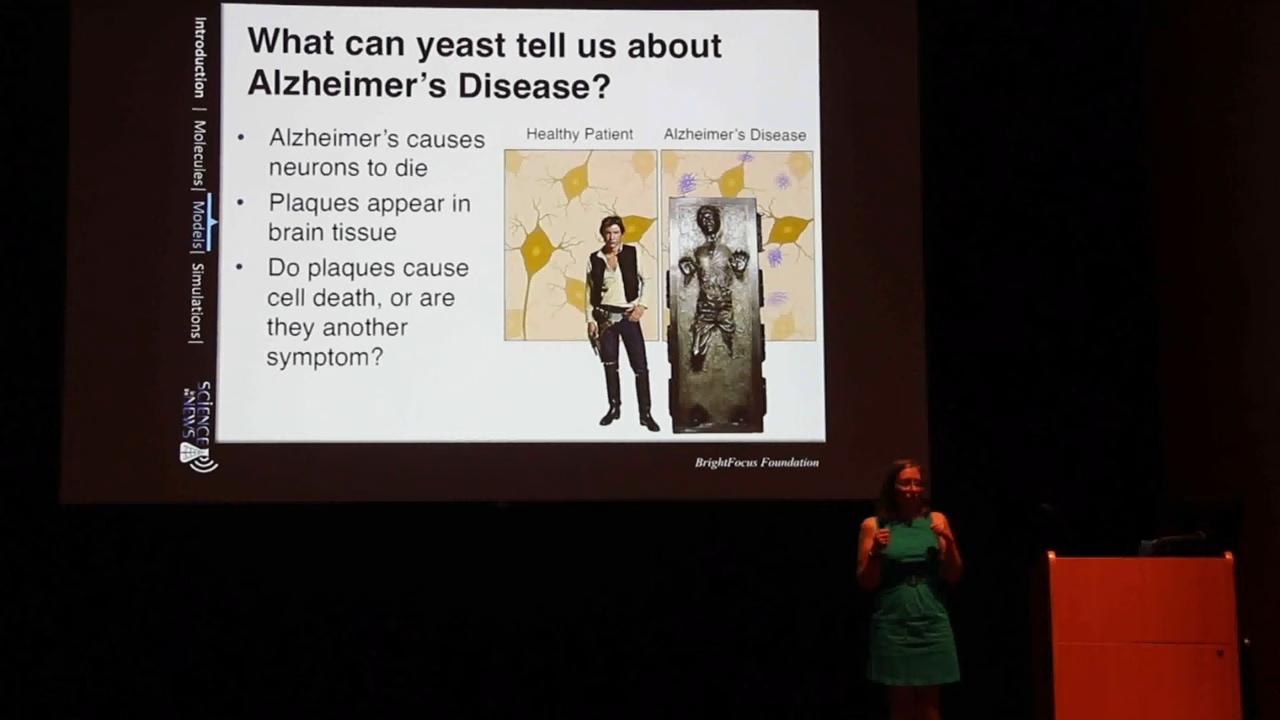 What can yeast tell us about
Alzheimer's Disease?
• Alzheimer's causes
neurons to die
• Plaques appear in
brain tissue
• Do plaques cause
cell death, or are
they another
symptom?
Healthy Patient
Alzheimer's Disease
Introduction | Molecules| Models| Simulations|
SCIENCE
IN THE
NEWS
BrightFocus Foundation